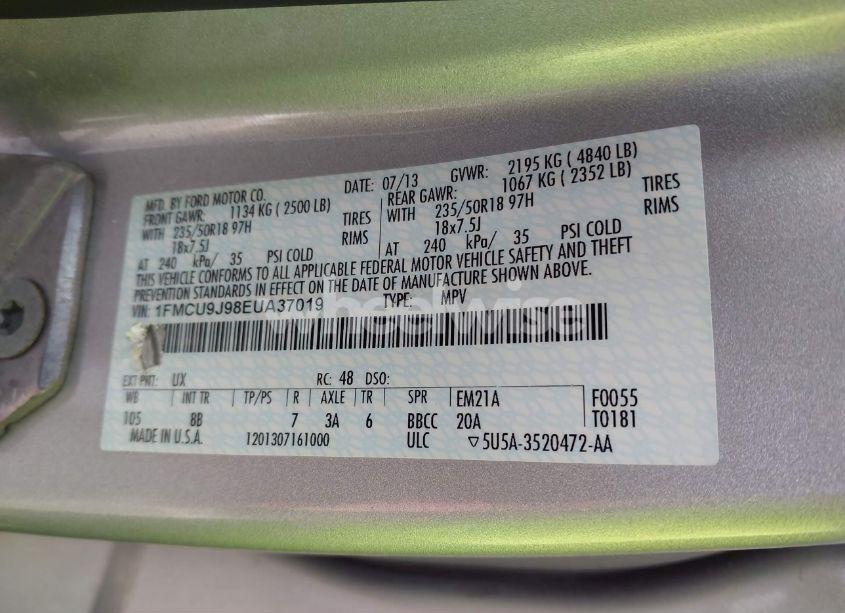 MFD. BY FORD MOTOR CO. DATE: 07/13 GVWR: 2195 KG ( 4840 LB)
FRONT GAWR: 1134 KG ( 2500 LB) REAR GAWR: 1067 KG ( 2352 LB)
WITH 235/50R18 97H TIRES WITH 235/50R18 97H TIRES
18x7.5J RIMS 18x7.5J RIMS
AT 240 kPa/ 35 PSI COLD AT 240 kPa/ 35 PSI COLD
THIS VEHICLE CONFORMS TO ALL APPLICABLE FEDERAL MOTOR VEHICLE SAFETY AND THEFT
PREVENTION STANDARDS IN EFFECT ON THE DATE OF MANUFACTURE SHOWN ABOVE.
VIN: 1FMCU9J98EUA37019 TYPE: MPV
wheelwise
EXT PNT: UX RC: 48 DSO:
WB INT TR TP/PS R AXLE TR SPR EM21A F0055
105 BB 7 3A 6 BBCC 20A T0181
MADE IN U.S.A. 1201307161000 ULC ▽5U5A-3520472-AA